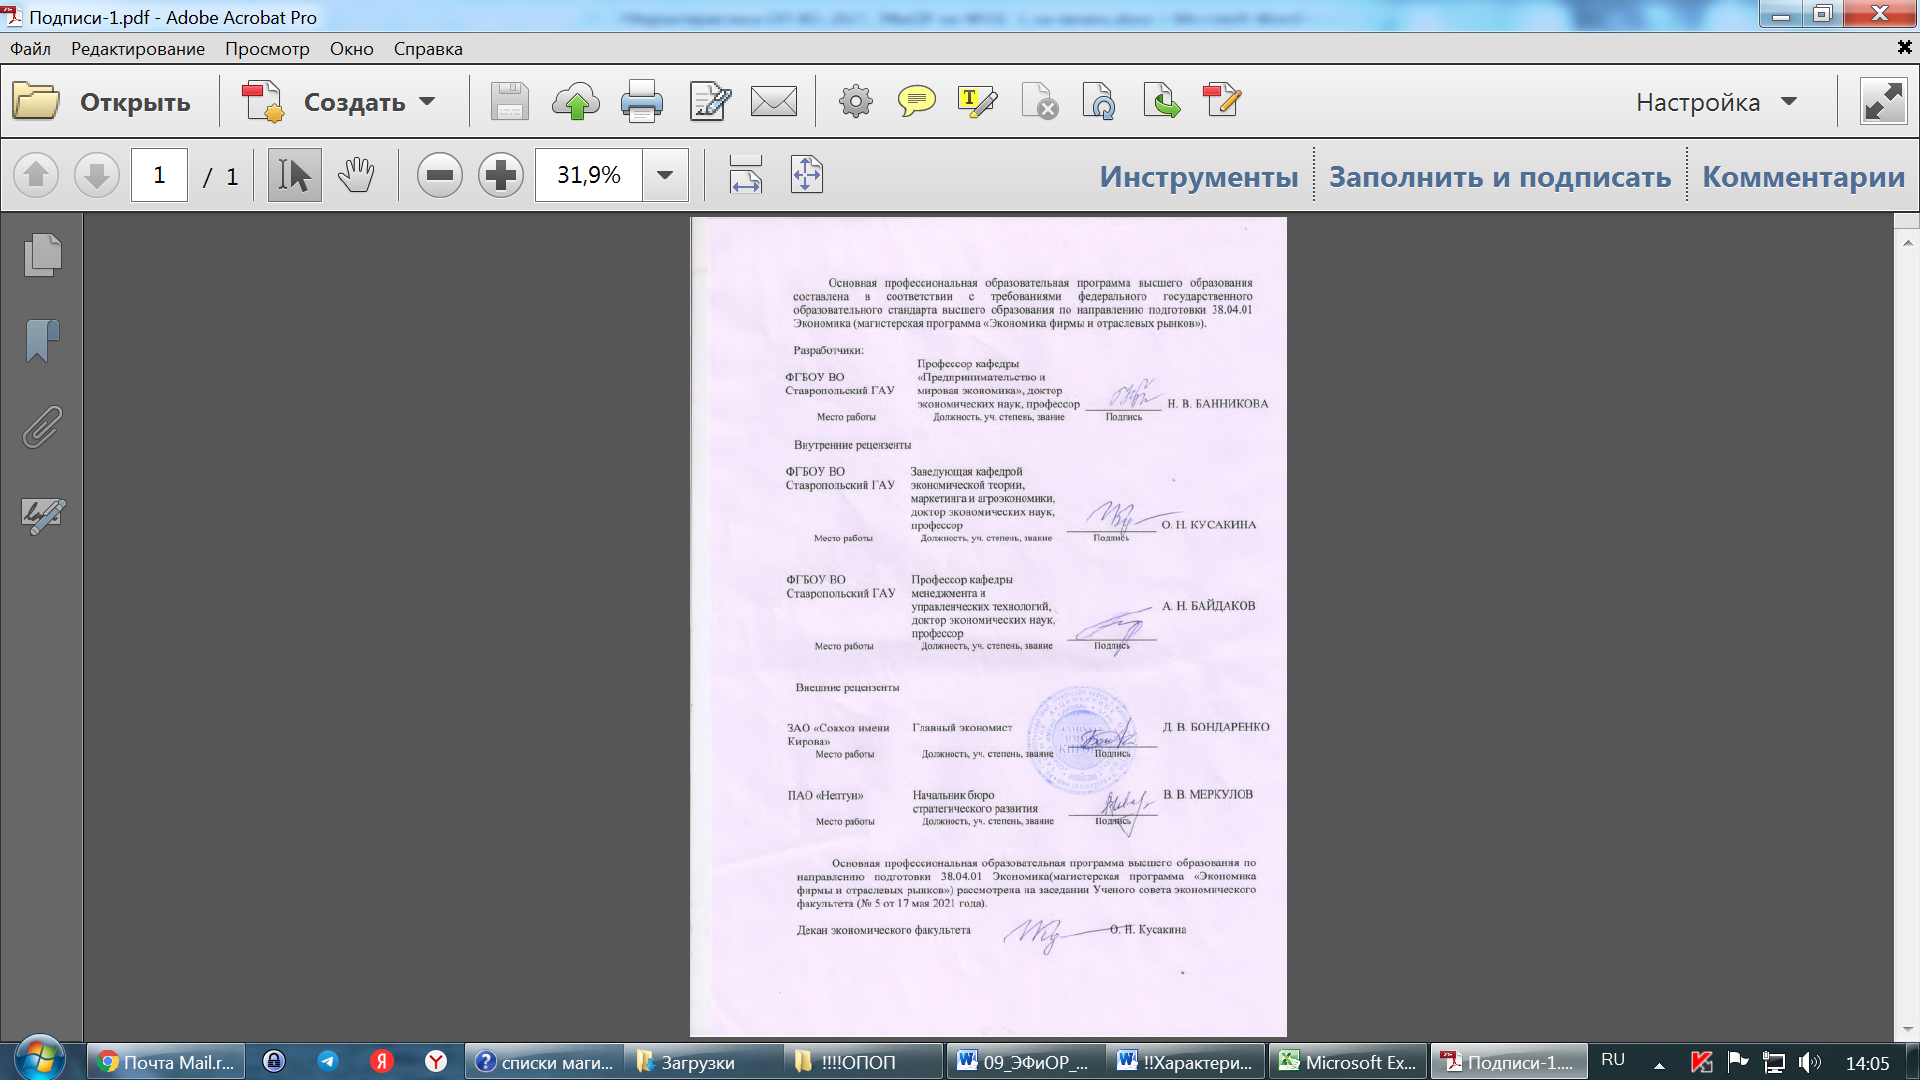 Подписи-1.pdf - Adobe Acrobat Pro
Файл Редактирование Просмотр Окно Справка
Открыть Создать Настройка
1 / 1 31,9% Инструменты Заполнить и подписать Комментарии
Основная профессиональная образовательная программа высшего образования
составлена в соответствии с требованиями федерального государственного
образовательного стандарта высшего образования по направлению подготовки 38.04.01
Экономика (магистерская программа «Экономика фирмы и отраслевых рынков»).
Разработчики:
Профессор кафедры
ФГБОУ ВО «Предпринимательство и
Ставропольский ГАУ мировая экономика», доктор
экономических наук, профессор Н. В. БАННИКОВА
Место работы Должность, уч. степень, звание Подпись
Внутренние рецензенты
ФГБОУ ВО Заведующая кафедрой
Ставропольский ГАУ экономической теории,
маркетинга и агроэкономики,
доктор экономических наук,
профессор О. Н. КУСАКИНА
Место работы Должность, уч. степень, звание Подпись
ФГБОУ ВО Профессор кафедры
Ставропольский ГАУ менеджмента и
управленческих технологий, А. Н. БАЙДАКОВ
доктор экономических наук,
профессор
Место работы Должность, уч. степень, звание Подпись
Внешние рецензенты
ЗАО «Совхоз имени Главный экономист Д. В. БОНДАРЕНКО
Кирова»
Место работы Должность, уч. степень, звание Подпись
ПАО «Нептун» Начальник бюро В. В. МЕРКУЛОВ
стратегического развития
Место работы Должность, уч. степень, звание Подпись
Основная профессиональная образовательная программа высшего образования по
направлению подготовки 38.04.01 Экономика(магистерская программа «Экономика
фирмы и отраслевых рынков») рассмотрена на заседании Ученого совета экономического
факультета (№ 5 от 17 мая 2021 года).
Декан экономического факультета О. Н. Кусакина
Почта Mail.r... списки маги... Загрузки !!!!ОПОП 09_ЭФиОР_... !!Характери... Microsoft Ex... Подписи-1.... RU 14:05